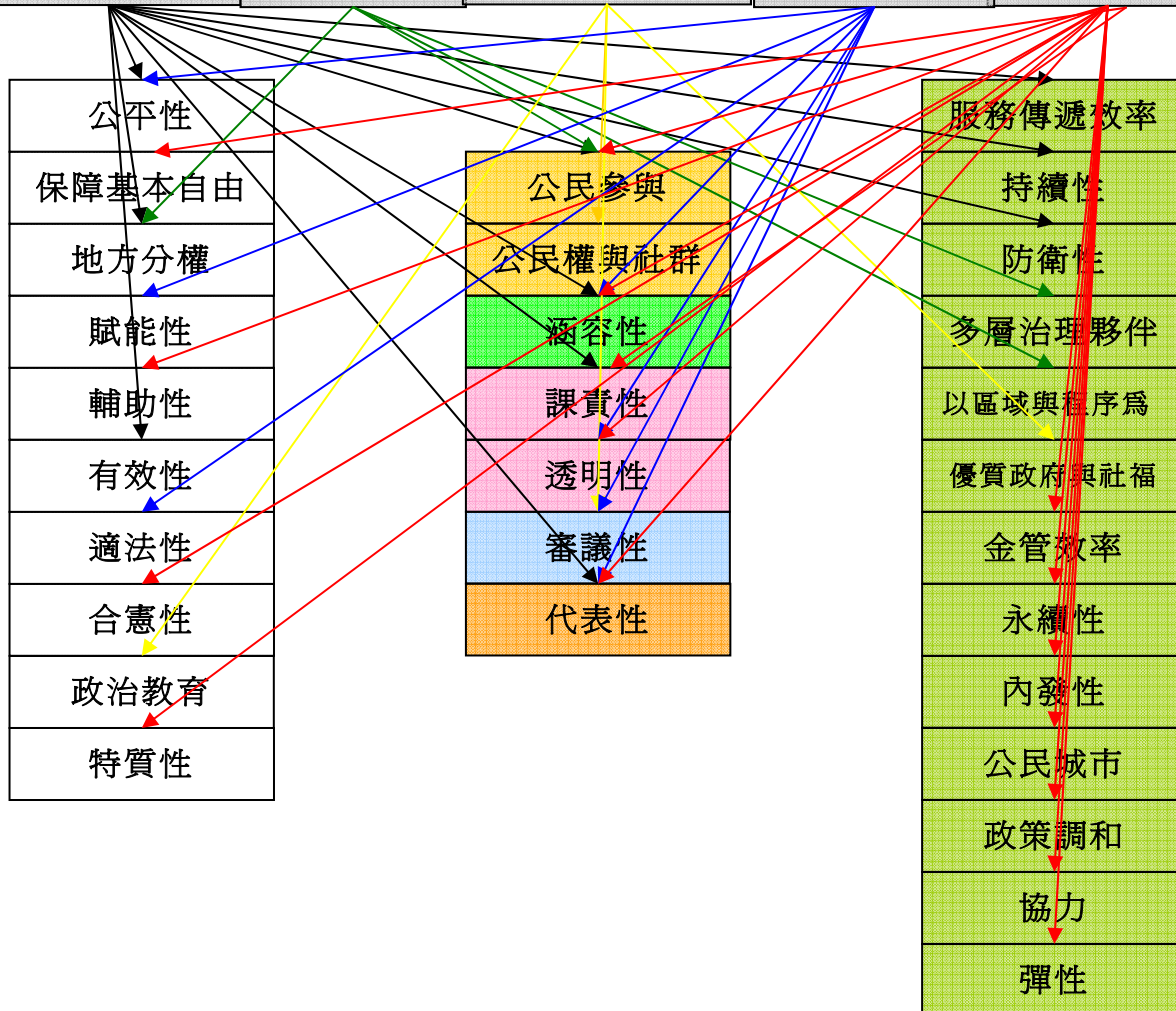 公平性
保障基本自由
地方分權
賦能性
輔助性
有效性
適法性
合憲性
政治教育
特質性
公民參與
公民權與社群
涵容性
課責性
透明性
審議性
代表性
服務傳遞效率
持續性
防衛性
多層治理夥伴
以區域與程序為
優質政府與社福
金管效率
永續性
內發性
公民城市
政策調和
協力
彈性